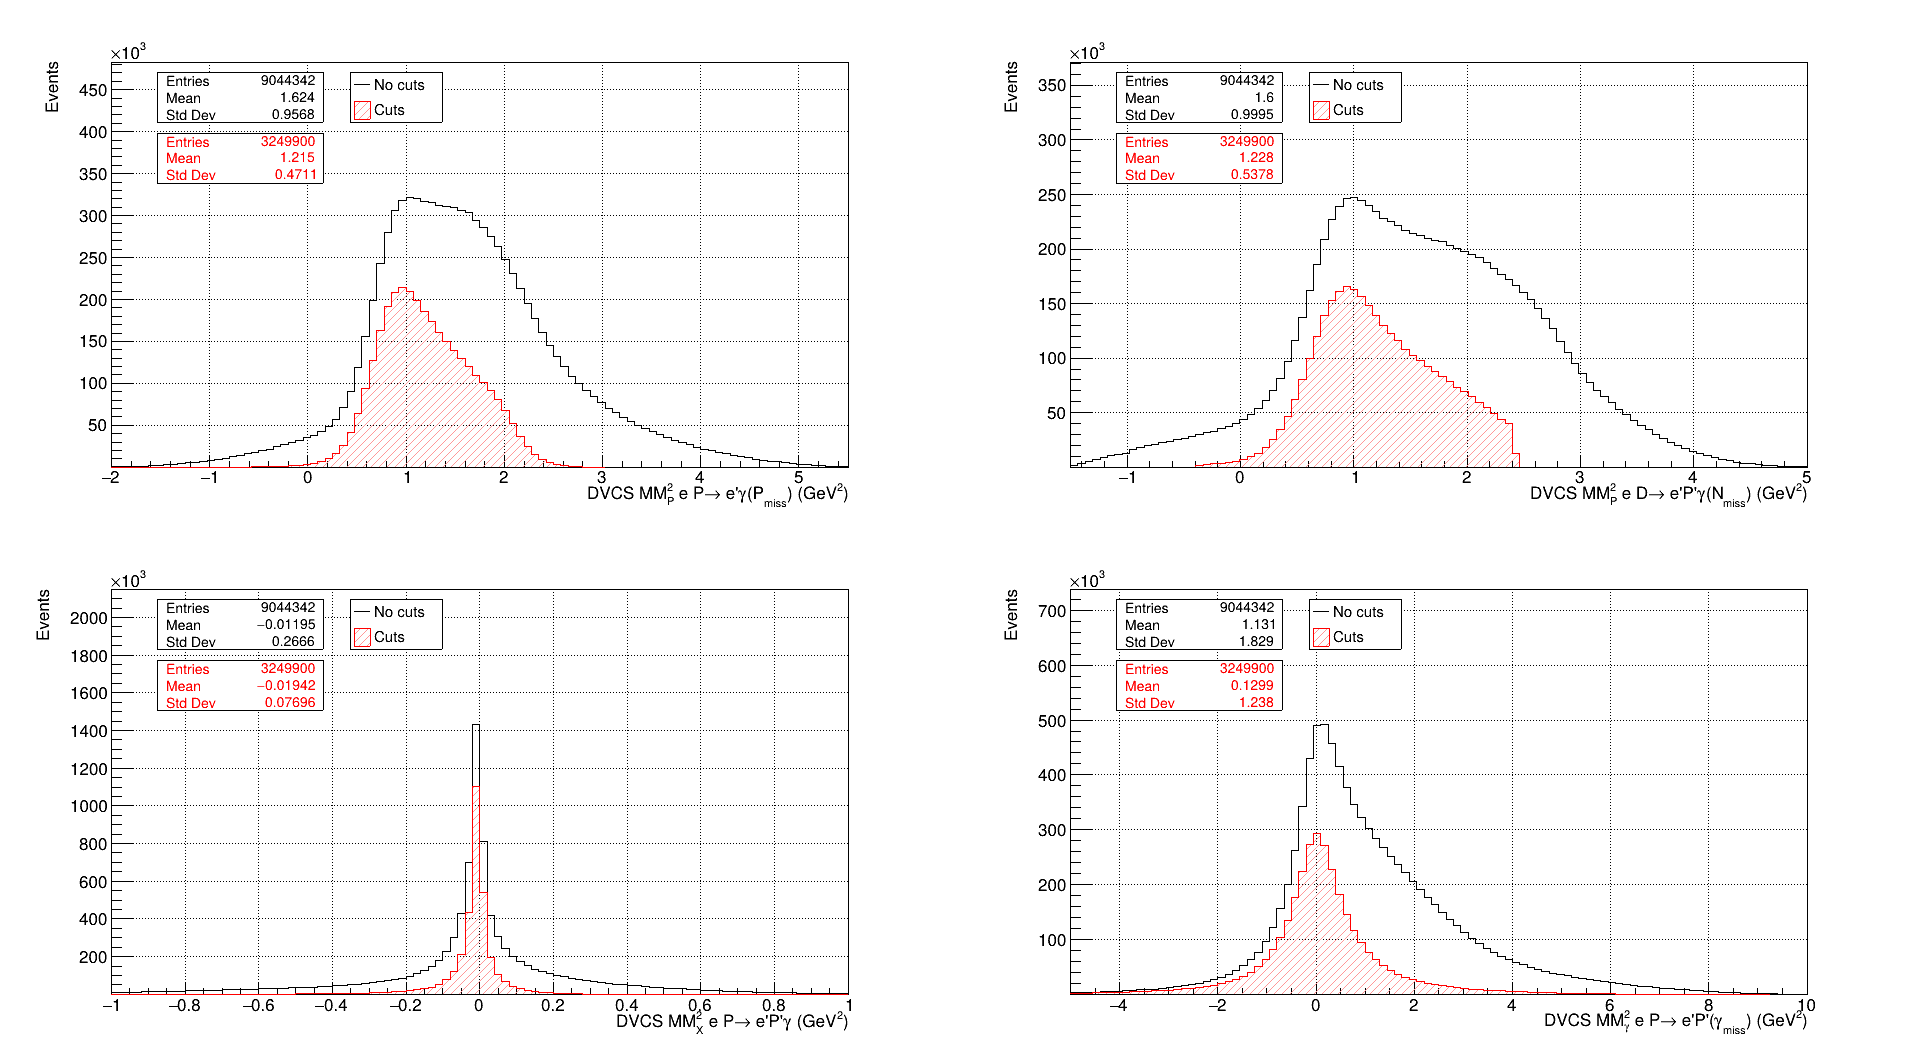 ×10³
Events
Entries 9044342
Mean 1.624
Std Dev 0.9568
Entries 3249900
Mean 1.215
Std Dev 0.4711
No cuts
Cuts
450
400
350
300
250
200
150
100
50
−2 −1 0 1 2 3 4 5
DVCS MM²_P e P→ e'γ(P_miss) (GeV²)
×10³
Events
Entries 9044342
Mean 1.6
Std Dev 0.9995
Entries 3249900
Mean 1.228
Std Dev 0.5378
No cuts
Cuts
350
300
250
200
150
100
50
−1 0 1 2 3 4 5
DVCS MM²_P e D→ e'P'γ(N_miss) (GeV²)
×10³
Events
Entries 9044342
Mean −0.01195
Std Dev 0.2666
Entries 3249900
Mean −0.01942
Std Dev 0.07696
No cuts
Cuts
2000
1800
1600
1400
1200
1000
800
600
400
200
−1 −0.8 −0.6 −0.4 −0.2 0 0.2 0.4 0.6 0.8 1
DVCS MM²_X e P→ e'P'γ (GeV²)
×10³
Events
Entries 9044342
Mean 1.131
Std Dev 1.829
Entries 3249900
Mean 0.1299
Std Dev 1.238
No cuts
Cuts
700
600
500
400
300
200
100
−4 −2 0 2 4 6 8 10
DVCS MM²_γ e P→ e'P'(γ_miss) (GeV²)